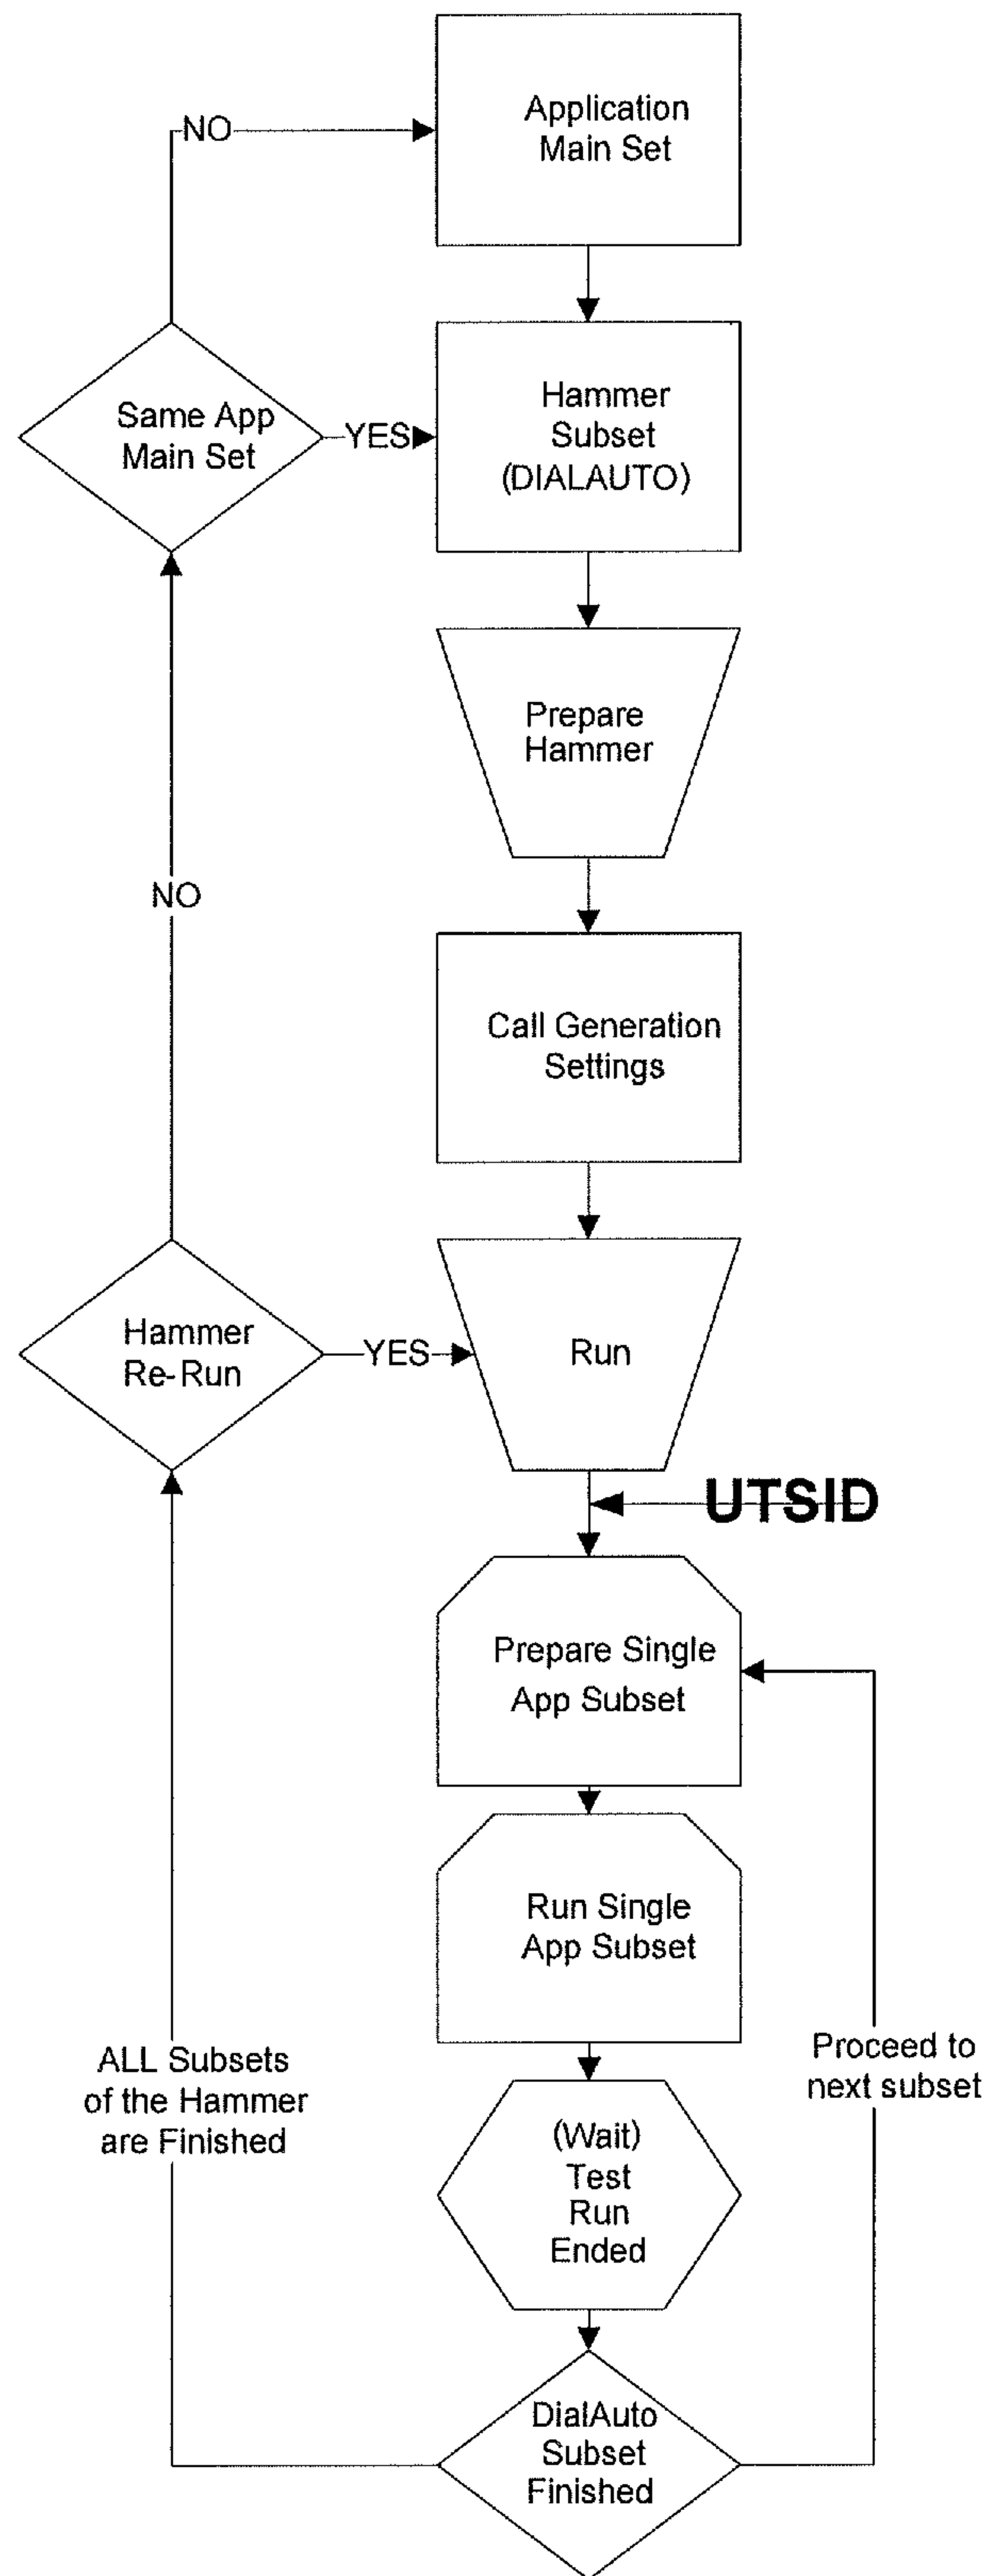 Application
Main Set
NO
Hammer
Subset
(DIALAUTO)
Same App
Main Set
YES
Prepare
Hammer
NO
Call Generation
Settings
Hammer
Re-Run
YES
Run
UTSID
Prepare Single
App Subset
Run Single
App Subset
Proceed to
next subset
ALL Subsets
of the Hammer
are Finished
(Wait)
Test
Run
Ended
DialAuto
Subset
Finished